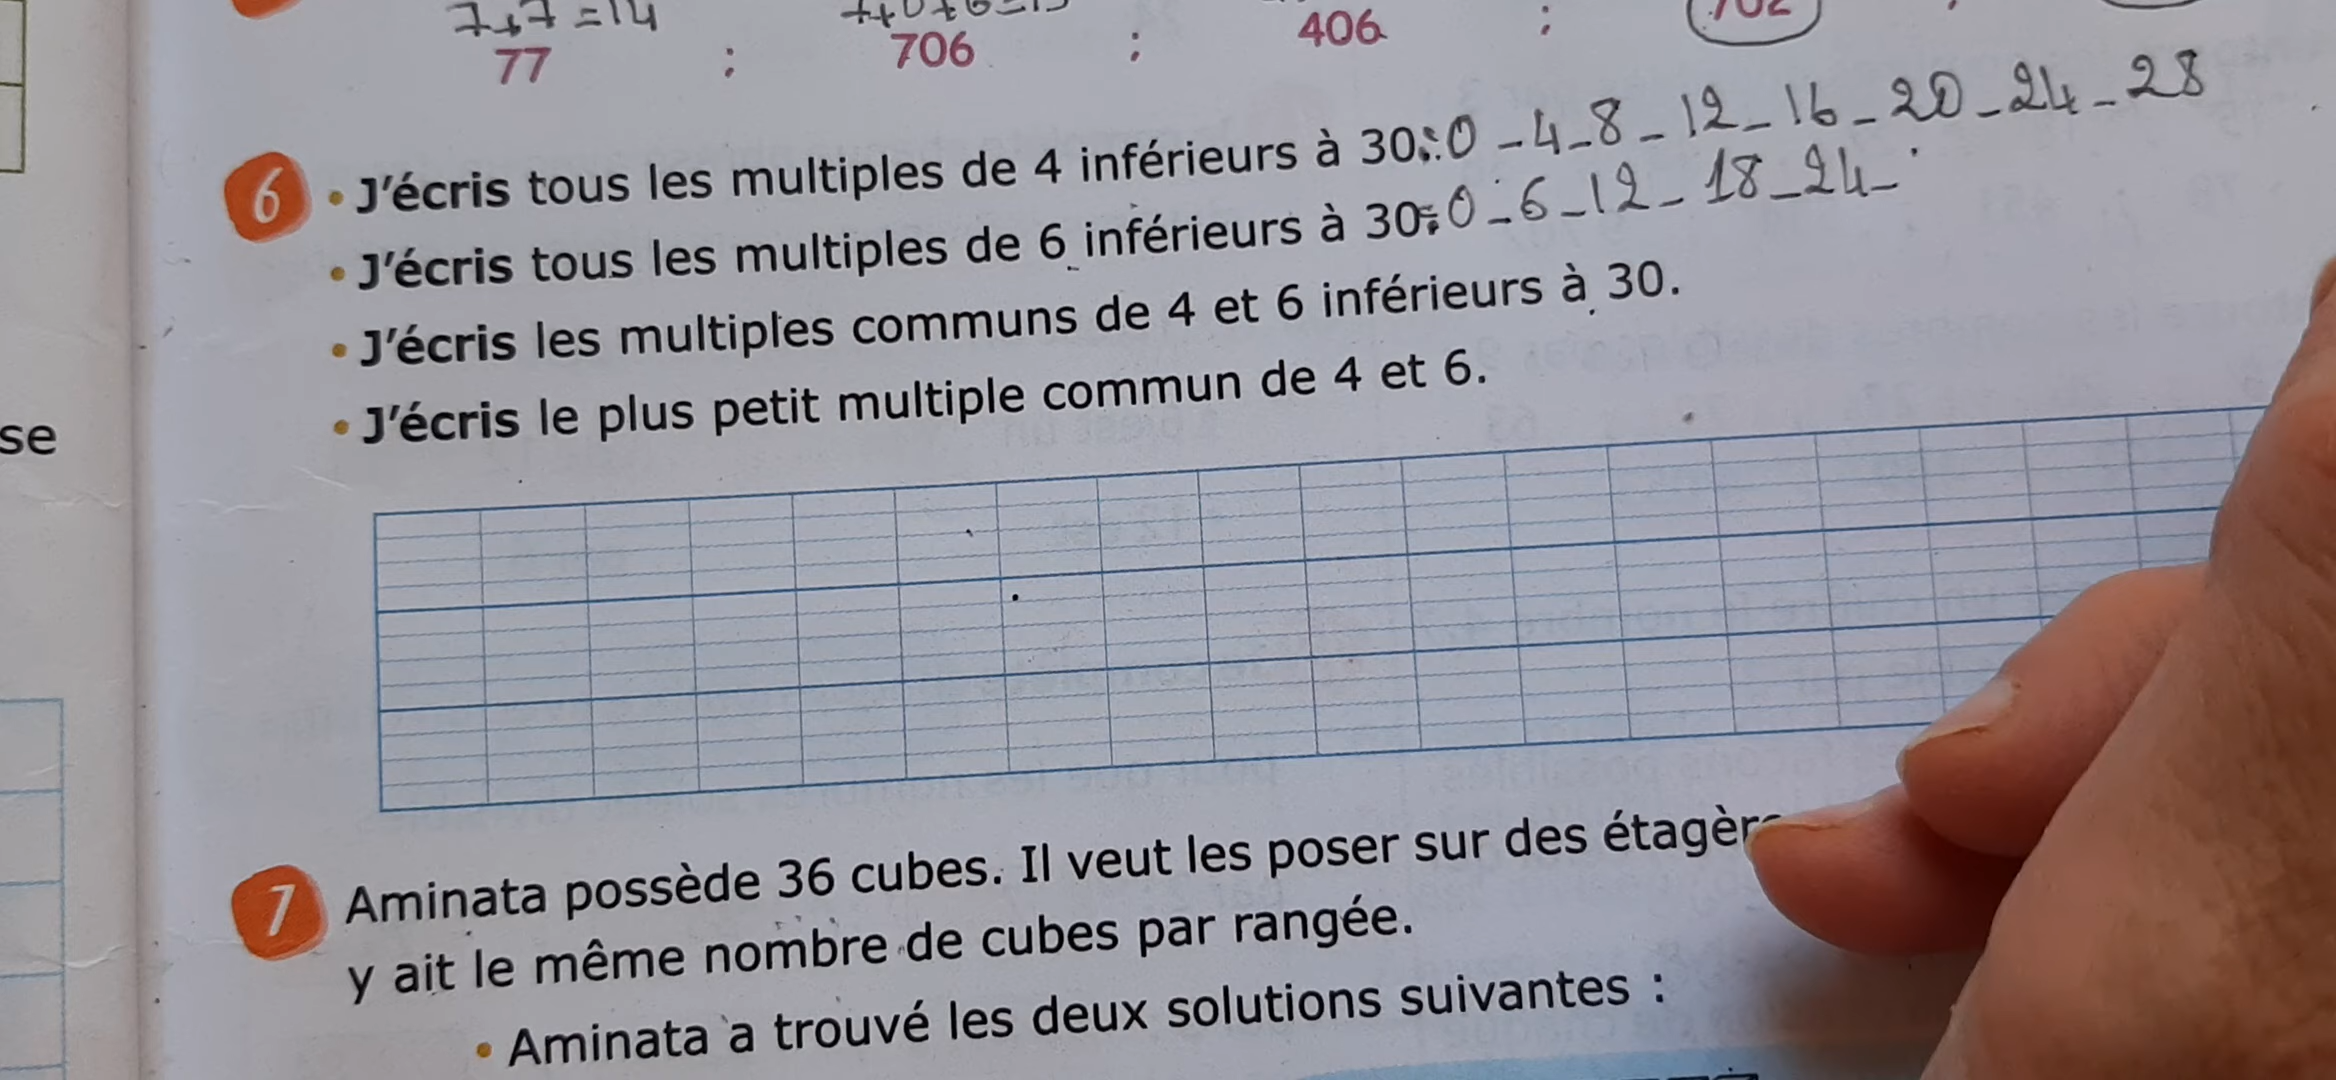 7+7=14
77 ; 706 ; 406 ; 702
6 • J'écris tous les multiples de 4 inférieurs à 30: 0-4-8-12-16-20-24-28
• J'écris tous les multiples de 6 inférieurs à 30: 0-6-12-18-24-
• J'écris les multiples communs de 4 et 6 inférieurs à 30.
• J'écris le plus petit multiple commun de 4 et 6.
se
7 Aminata possède 36 cubes. Il veut les poser sur des
y ait le même nombre de cubes par rangée.
• Aminata a trouvé les deux solutions suivantes :